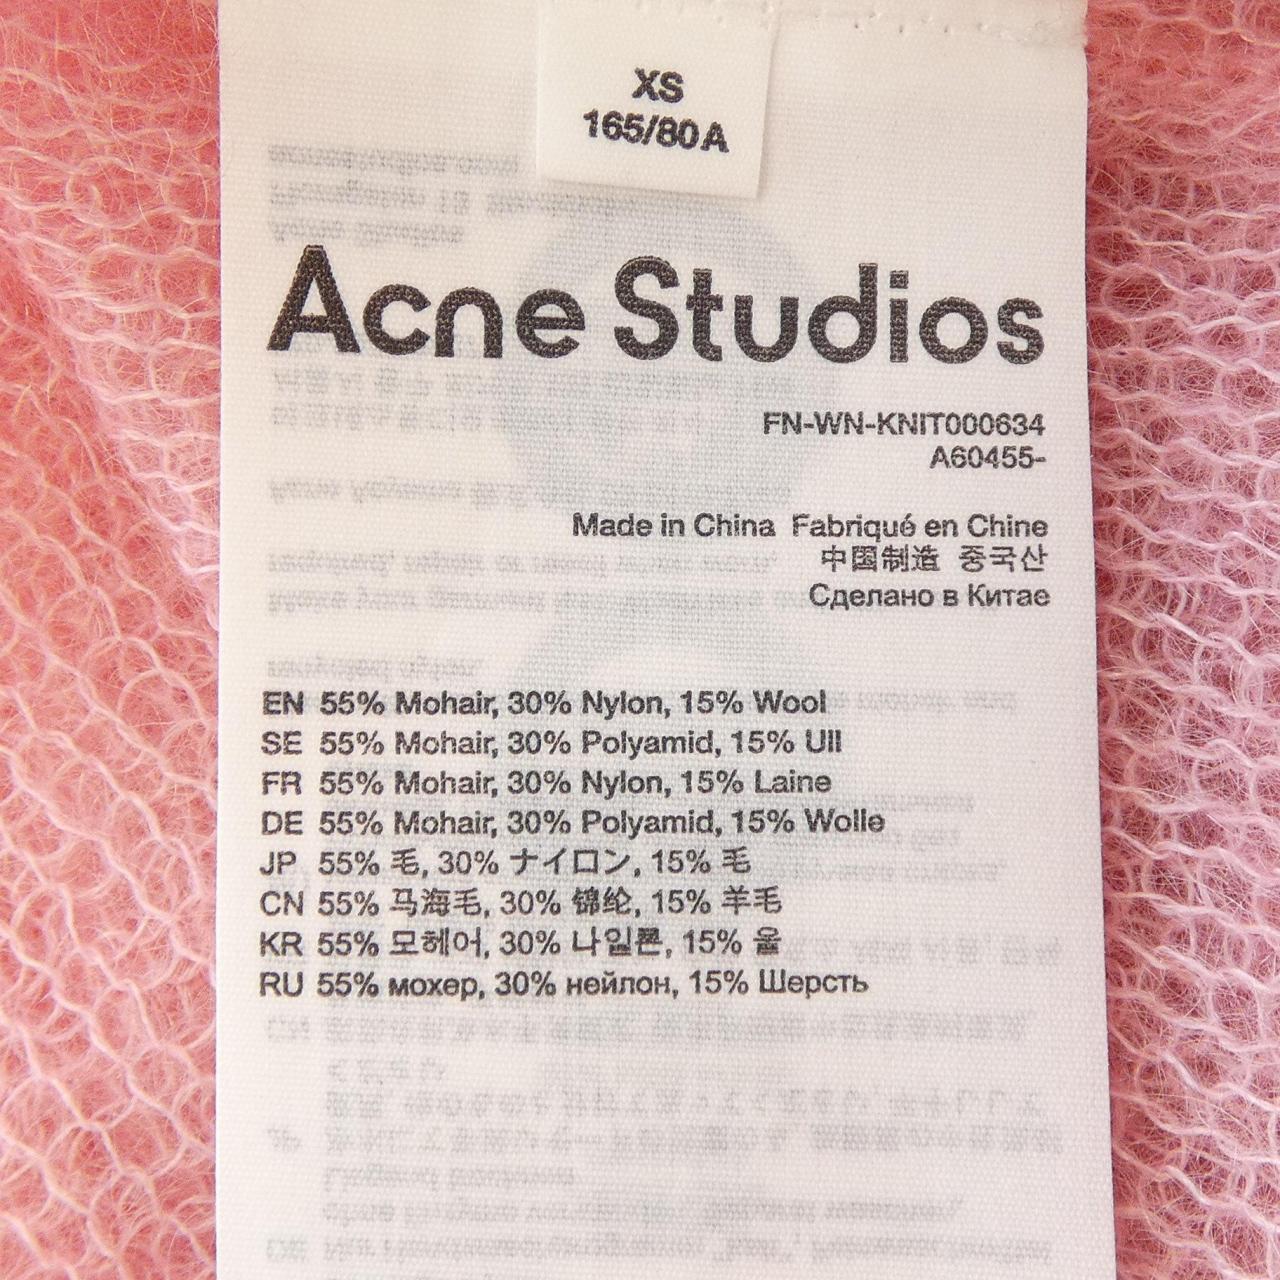 XS
165/80A
Acne Studios
FN-WN-KNIT000634
A60455-
Made in China Fabriqué en Chine
中国制造 중국산
Сделано в Китае
EN 55% Mohair, 30% Nylon, 15% Wool
SE 55% Mohair, 30% Polyamid, 15% Ull
FR 55% Mohair, 30% Nylon, 15% Laine
DE 55% Mohair, 30% Polyamid, 15% Wolle
JP 55% 毛, 30% ナイロン, 15% 毛
CN 55% 马海毛, 30% 锦纶, 15% 羊毛
KR 55% 모헤어, 30% 나일론, 15% 울
RU 55% мохер, 30% нейлон, 15% Шерсть